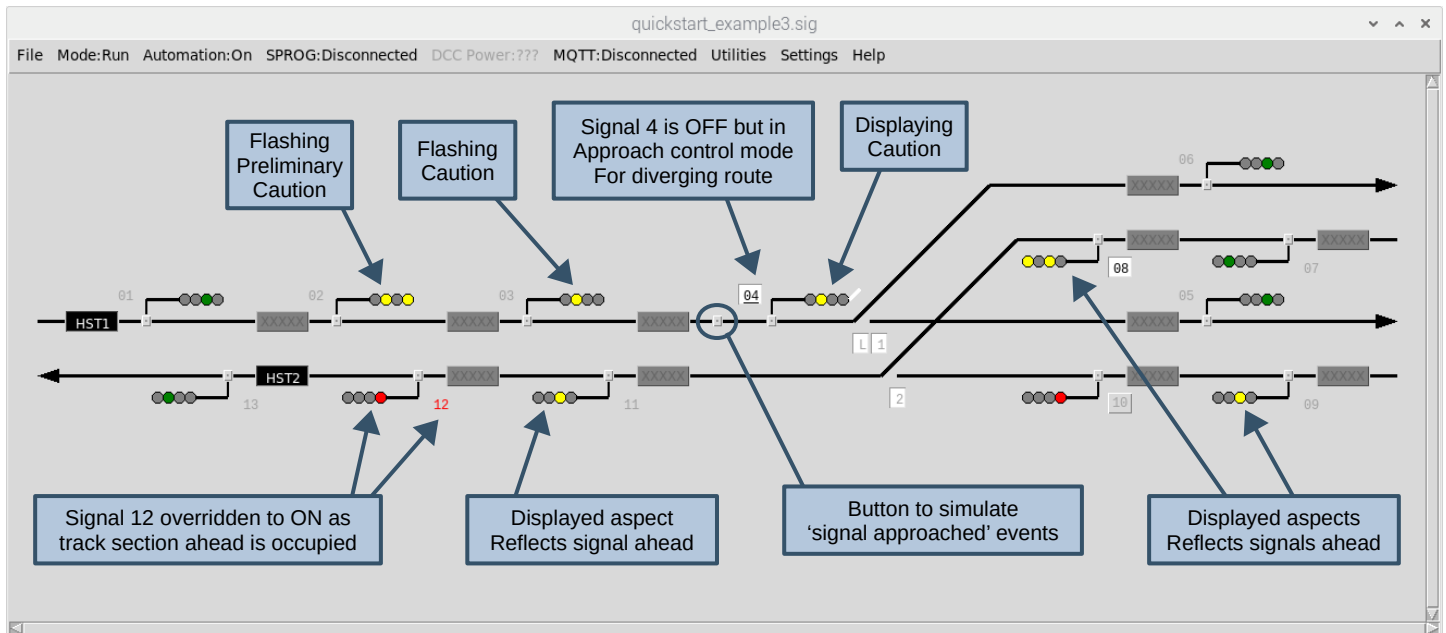 quickstart_example3.sig
File Mode:Run Automation:On SPROG:Disconnected DCC Power:??? MQTT:Disconnected Utilities Settings Help
Flashing
Preliminary
Caution
Flashing
Caution
Signal 4 is OFF but in
Approach control mode
For diverging route
Displaying
Caution
06
XXXXX
XXXXX
XXXXX
08
07
01
02
03
04
05
HST1
XXXXX
XXXXX
XXXXX
XXXXX
L 1
HST2
XXXXX
XXXXX
XXXXX
XXXXX
13
12
11
2
10
09
Signal 12 overridden to ON as
track section ahead is occupied
Displayed aspect
Reflects signal ahead
Button to simulate
‘signal approached’ events
Displayed aspects
Reflects signals ahead